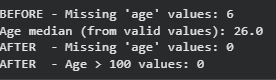 BEFORE - Missing 'age' values: 6
Age median (from valid values): 26.0
AFTER  - Missing 'age' values: 0
AFTER  - Age > 100 values: 0